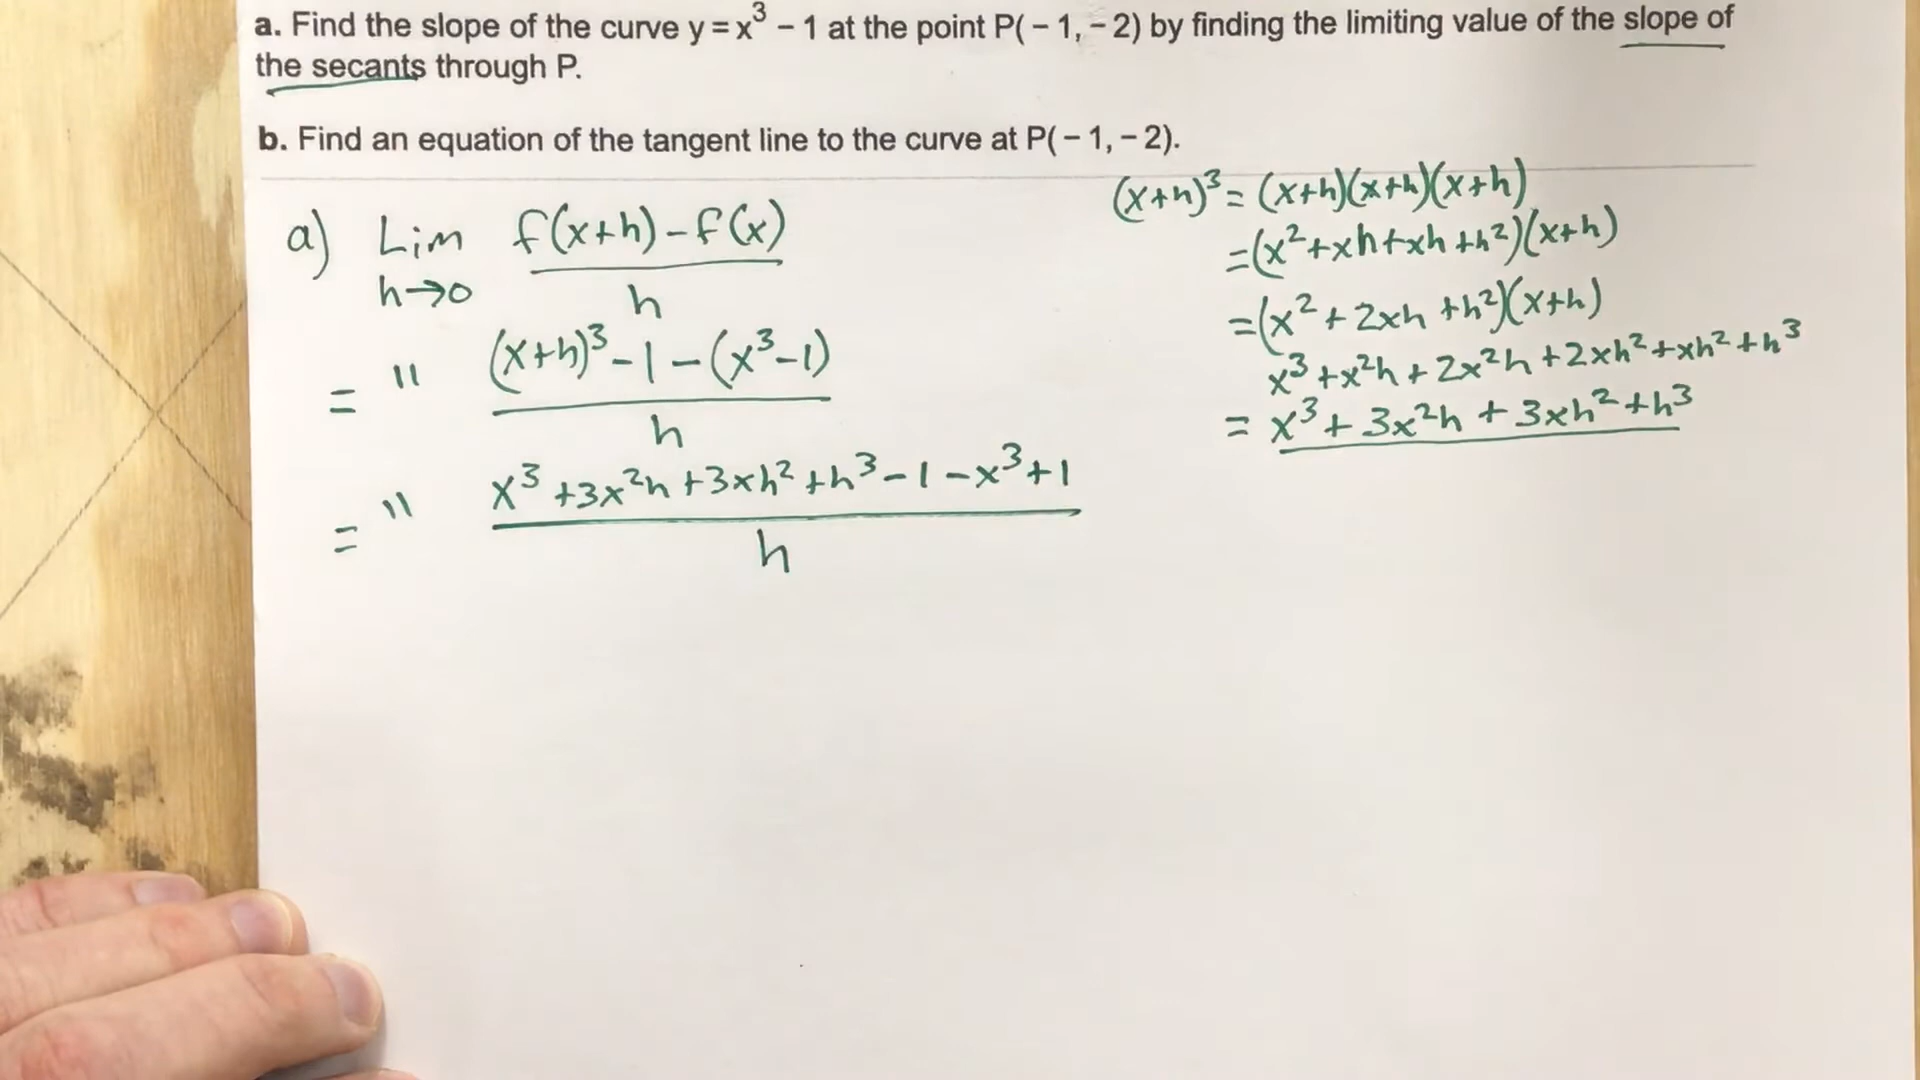 a. Find the slope of the curve y = x³ − 1 at the point P( − 1, − 2) by finding the limiting value of the slope of
the secants through P.
b. Find an equation of the tangent line to the curve at P( − 1, − 2).
a) Lim f(x+h) - f(x)
h→0 h
= " (x+h)³ - 1 - (x³-1)
h
= " x³ + 3x²h + 3xh² + h³ - 1 - x³ + 1
h
(x+h)³ = (x+h)(x+h)(x+h)
= (x² + xh + xh + h²)(x+h)
= (x² + 2xh + h²)(x+h)
x³ + x²h + 2x²h + 2xh² + xh² + h³
= x³ + 3x²h + 3xh² + h³